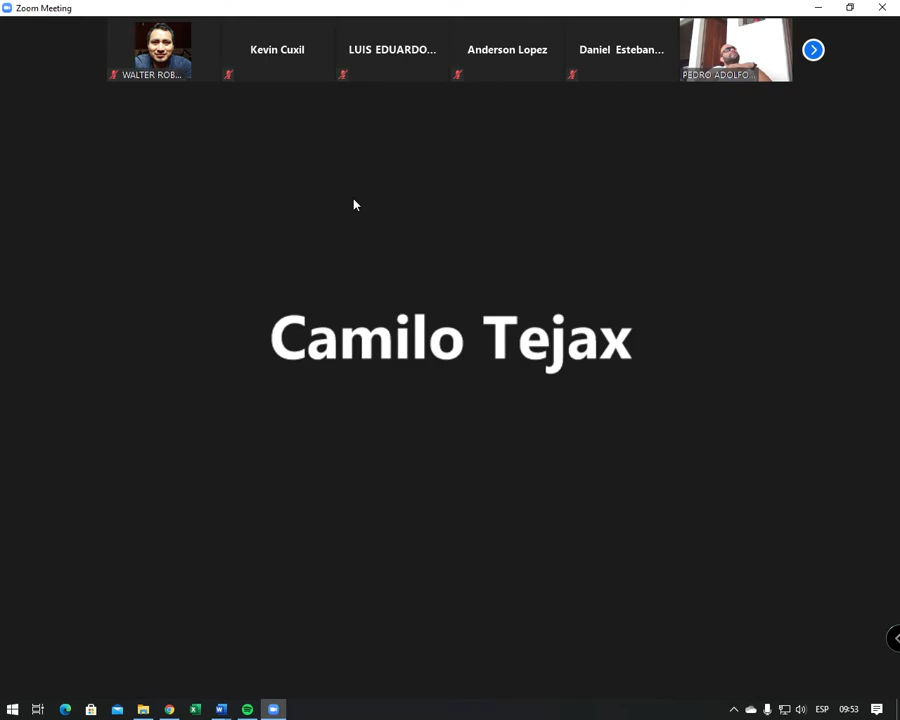 Zoom Meeting
WALTER ROB...
Kevin Cuxil
LUIS EDUARDO...
Anderson Lopez
Daniel Esteban...
PEDRO ADOLFO...
Camilo Tejax
ESP
09:53